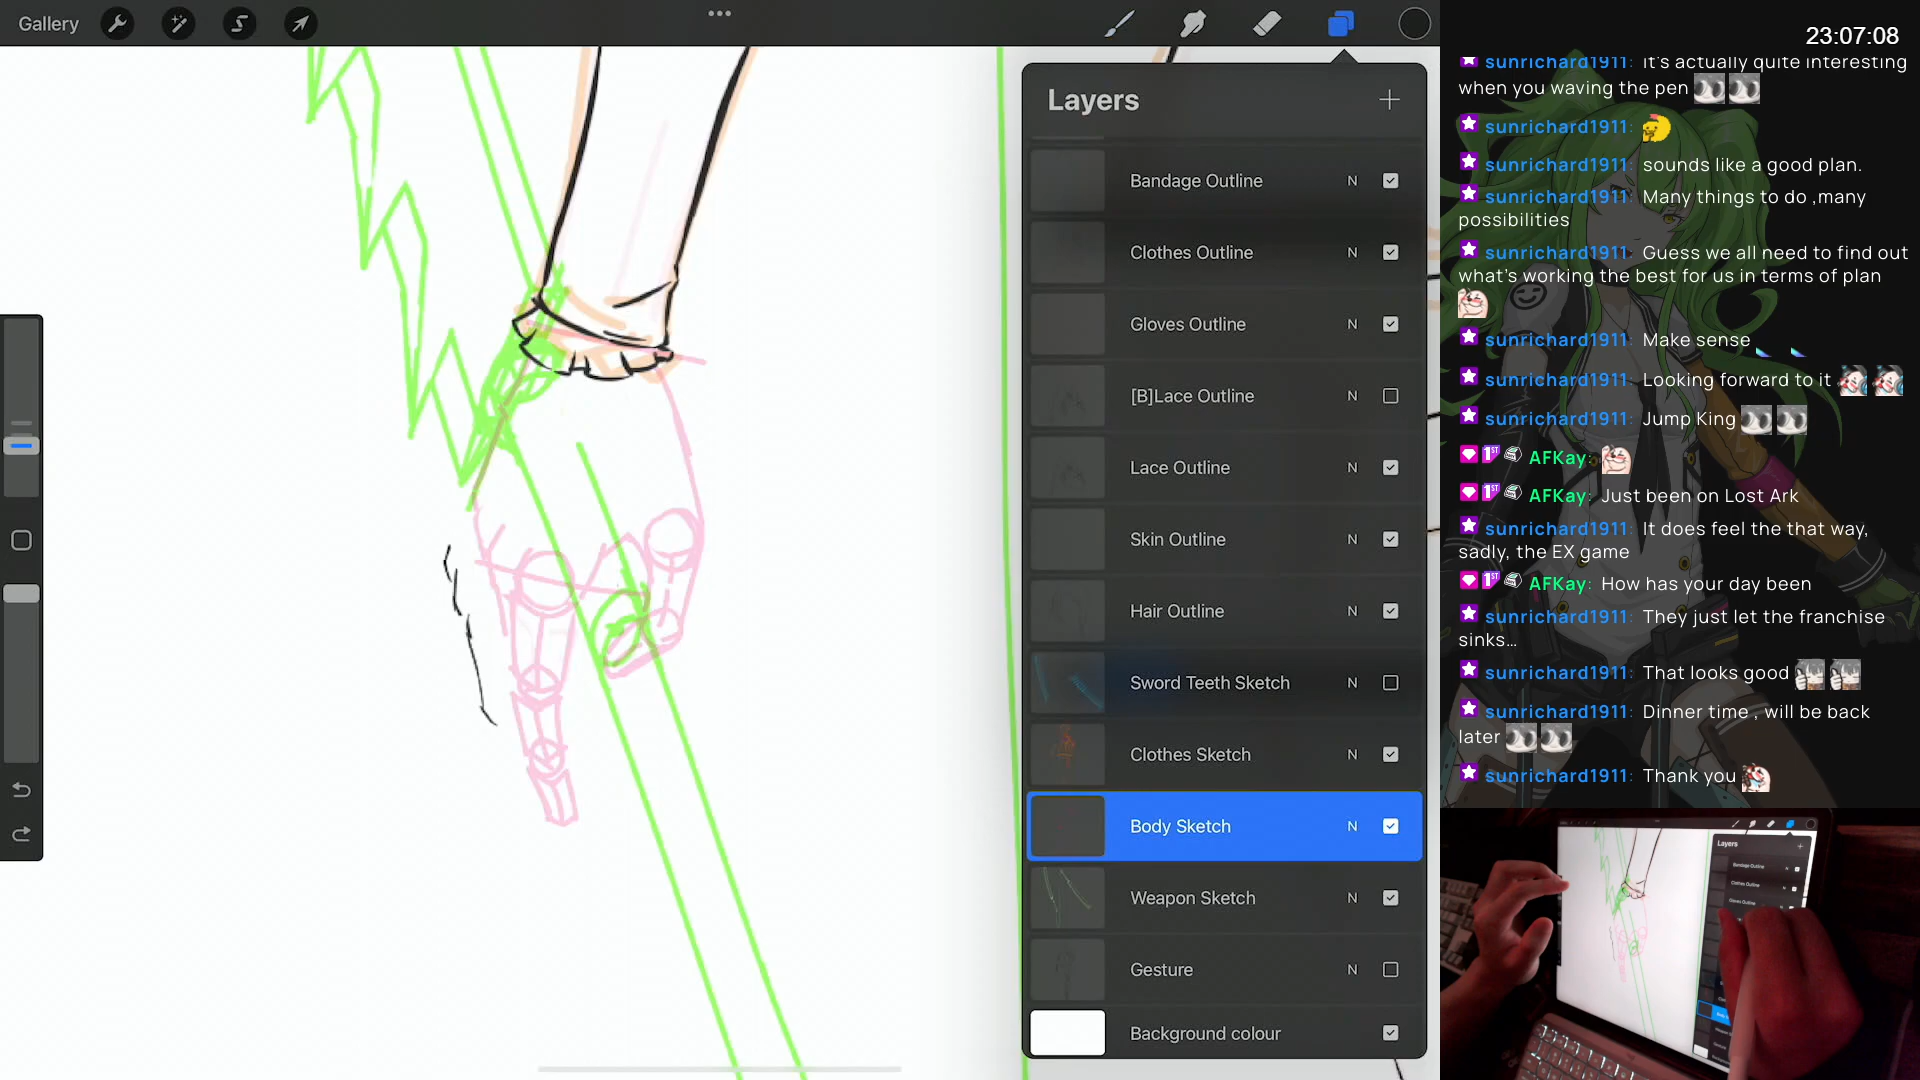 Gallery
Layers
Bandage Outline N
Clothes Outline N
Gloves Outline N
[B]Lace Outline N
Lace Outline N
Skin Outline N
Hair Outline N
Sword Teeth Sketch N
Clothes Sketch N
Body Sketch N
Weapon Sketch N
Gesture N
Background colour
23:07:08
sunrichard1911: it's actually quite interesting
when you waving the pen
sunrichard1911:
sunrichard1911: sounds like a good plan.
sunrichard1911: Many things to do ,many
possibilities
sunrichard1911: Guess we all need to find out
what's working the best for us in terms of plan
sunrichard1911: Make sense
sunrichard1911: Looking forward to it
sunrichard1911: Jump King
1ST AFKay:
1ST AFKay: Just been on Lost Ark
sunrichard1911: It does feel the that way,
sadly, the EX game
1ST AFKay: How has your day been
sunrichard1911: They just let the franchise
sinks...
sunrichard1911: That looks good
sunrichard1911: Dinner time , will be back
later
sunrichard1911: Thank you
Layers